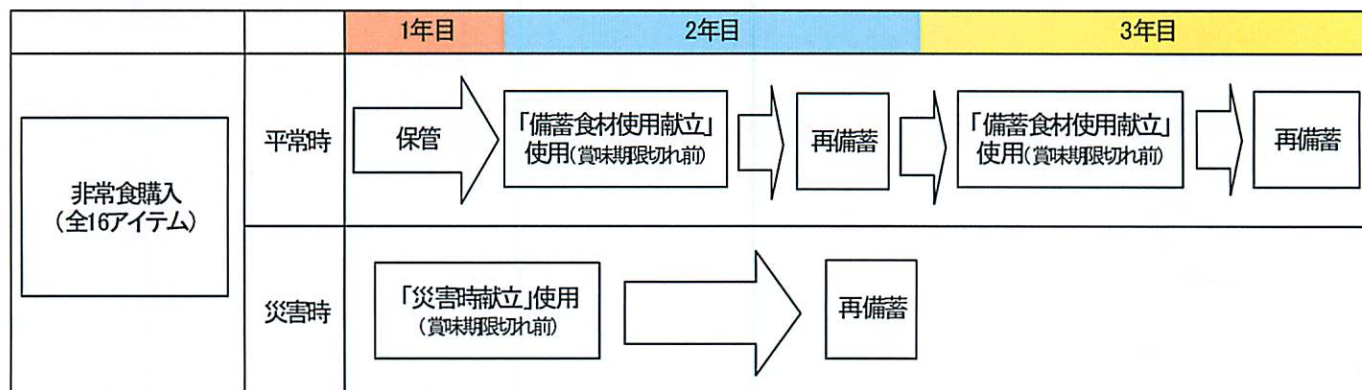 1年目
2年目
3年目
非常食購入
(全16アイテム)
平常時
保管
「備蓄食材使用献立」
使用(賞味期限切れ前)
再備蓄
「備蓄食材使用献立」
使用(賞味期限切れ前)
再備蓄
災害時
「災害時献立」使用
(賞味期限切れ前)
再備蓄